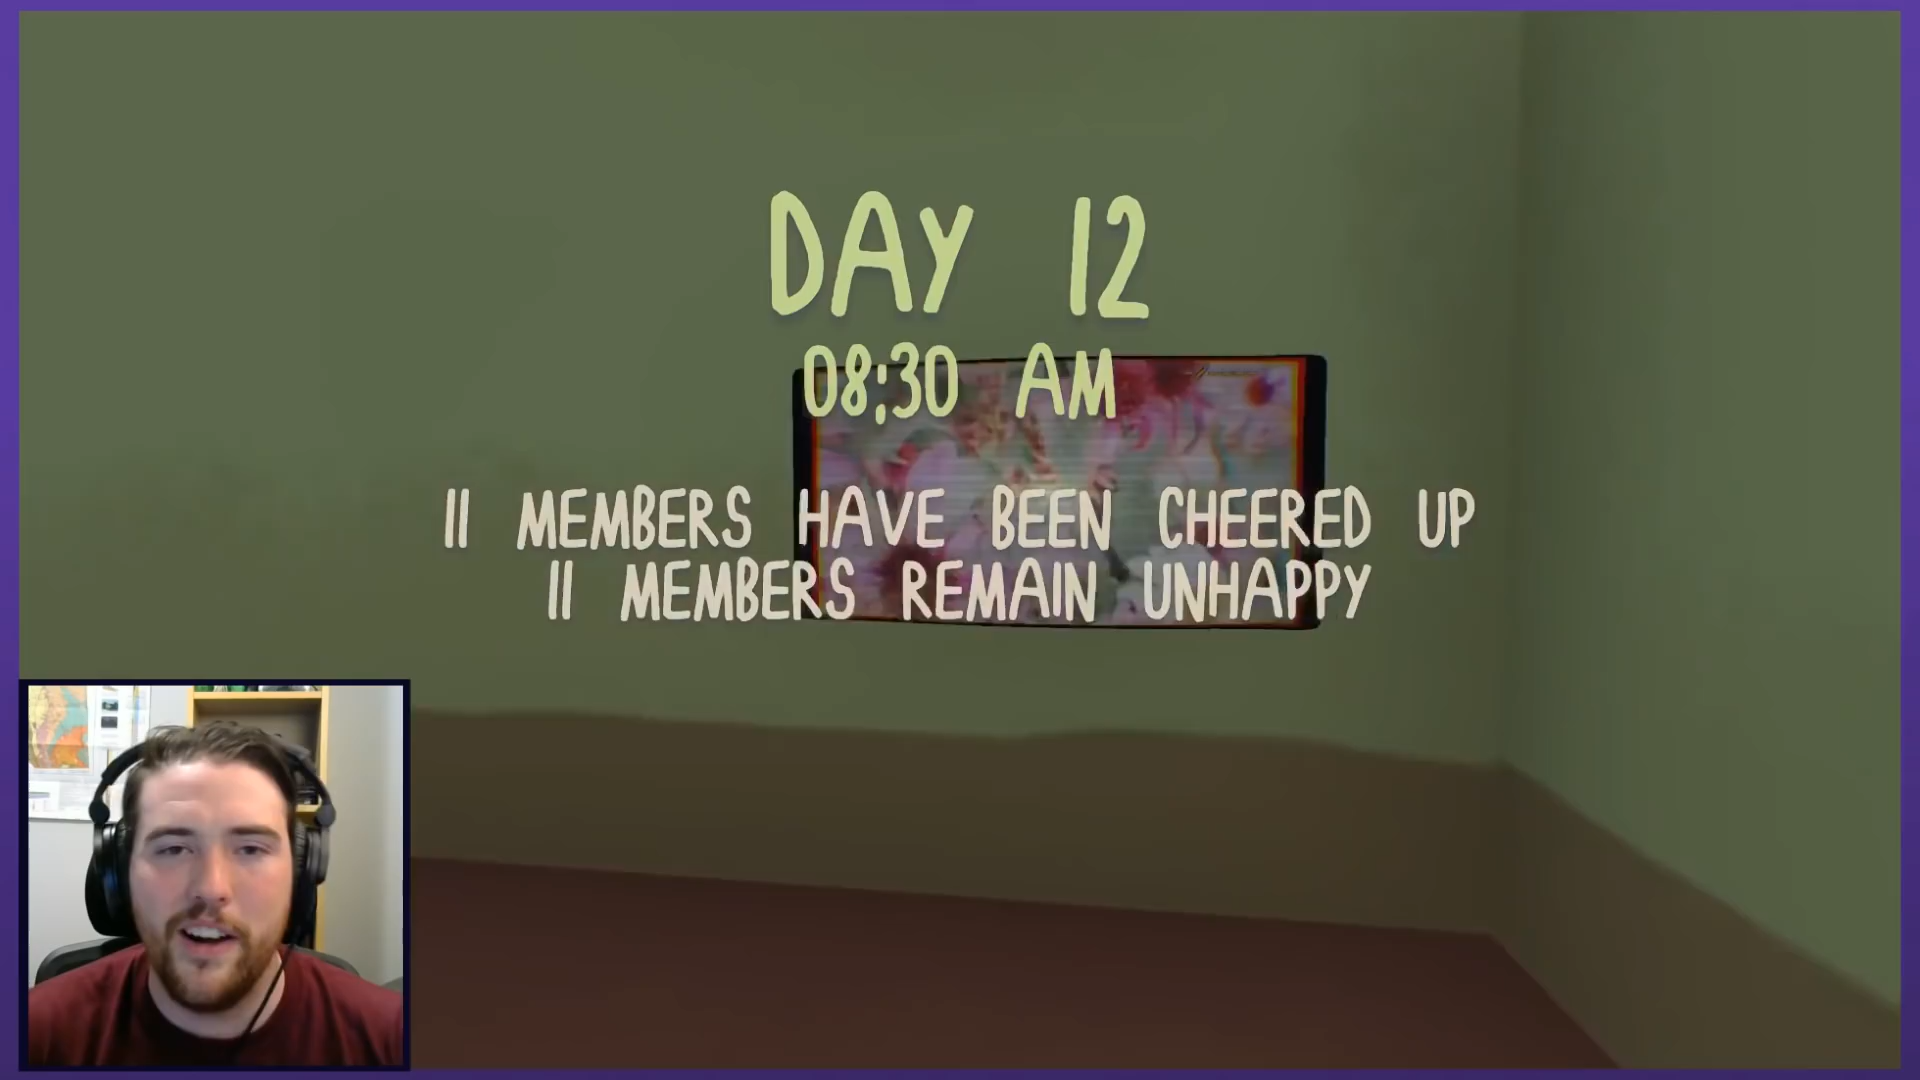 DAY 12
08:30 AM
11 MEMBERS HAVE BEEN CHEERED UP
11 MEMBERS REMAIN UNHAPPY